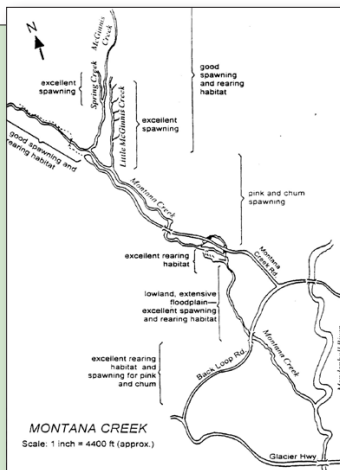 N
McGinnis
Creek
excellent
spawning
Spring Creek
Little McGinnis Creek
excellent
spawning
good
spawning
and rearing
habitat
good spawning and
rearing habitat
Montana Creek
pink and chum
spawning
excellent rearing
habitat
Montana
Creek Rd.
lowland, extensive
floodplain—
excellent spawning
and rearing habitat
Montana Creek
excellent rearing
habitat and
spawning for pink
and chum
Back Loop Rd.
MONTANA CREEK
Scale: 1 inch = 4400 ft (approx.)
Glacier Hwy